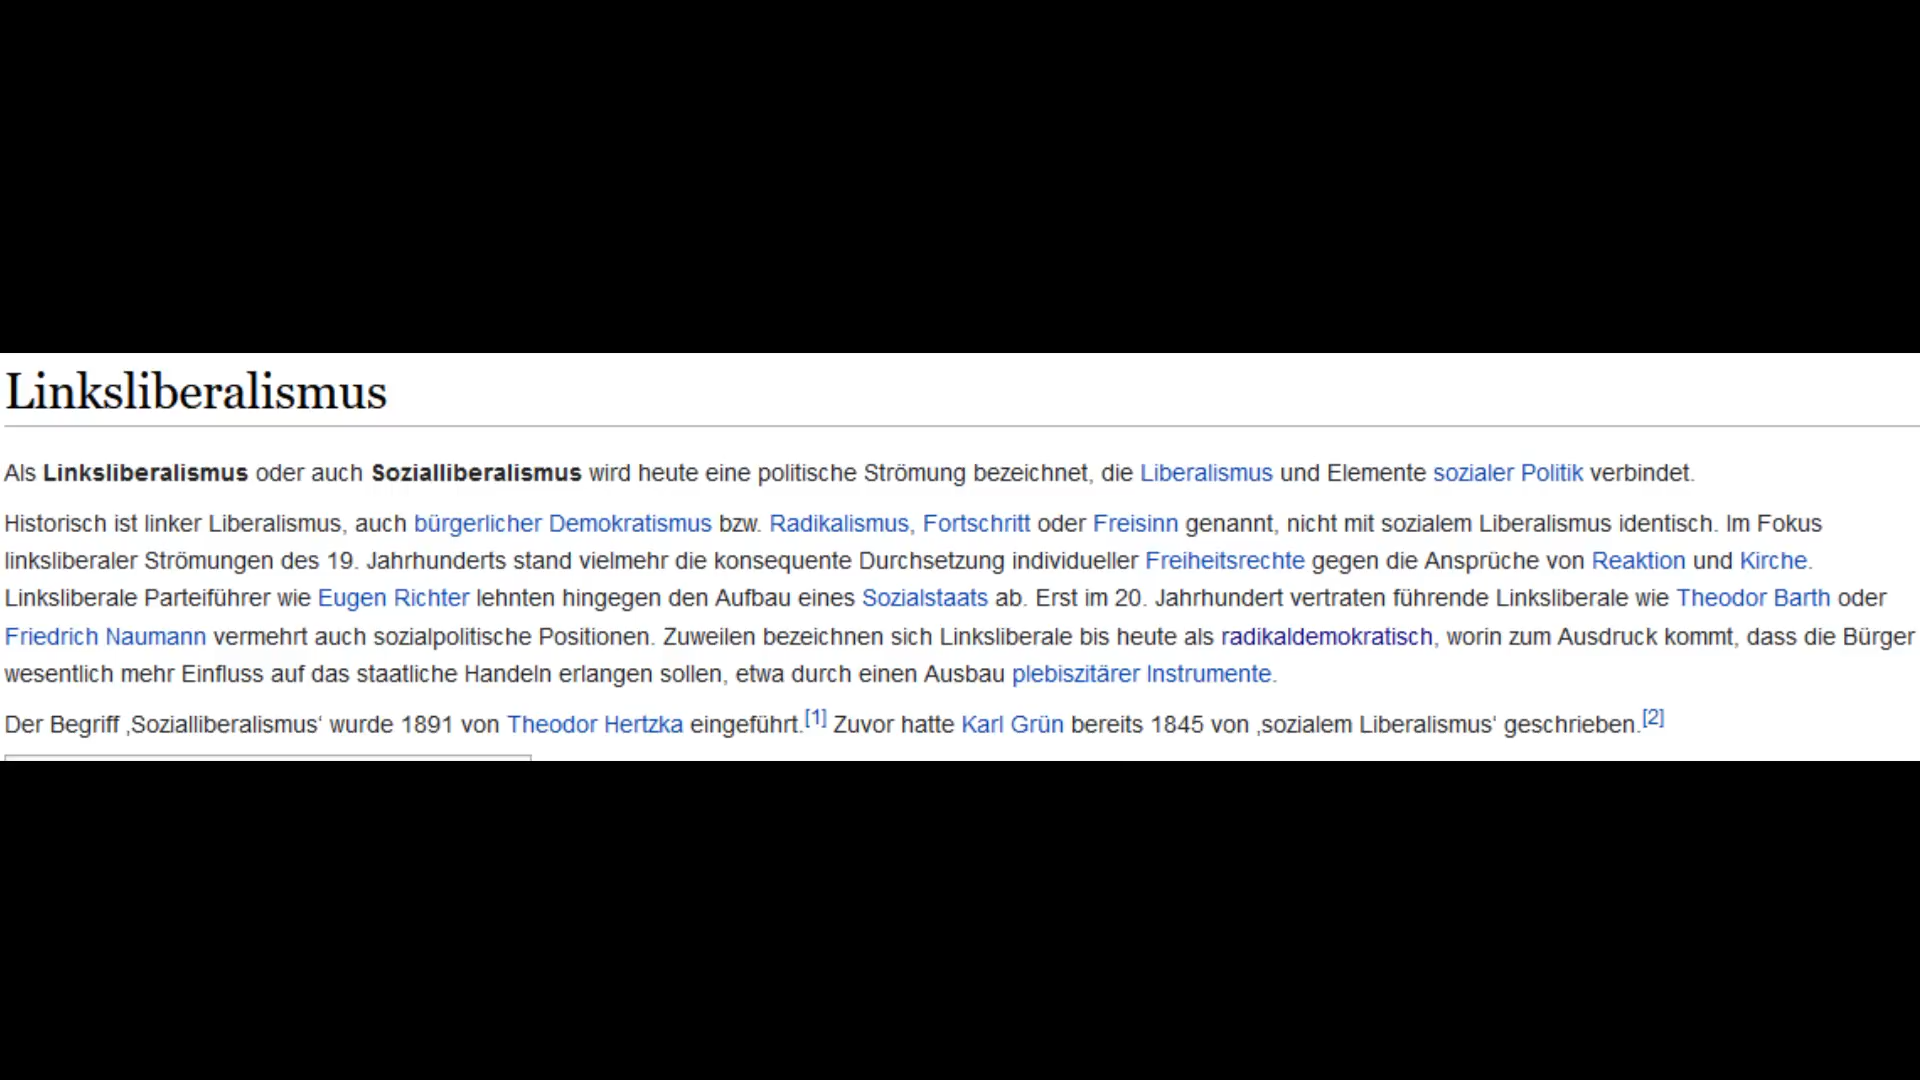 Linksliberalismus
Als Linksliberalismus oder auch Sozialliberalismus wird heute eine politische Strömung bezeichnet, die Liberalismus und Elemente sozialer Politik verbindet.
Historisch ist linker Liberalismus, auch bürgerlicher Demokratismus bzw. Radikalismus, Fortschritt oder Freisinn genannt, nicht mit sozialem Liberalismus identisch. Im Fokus
linksliberaler Strömungen des 19. Jahrhunderts stand vielmehr die konsequente Durchsetzung individueller Freiheitsrechte gegen die Ansprüche von Reaktion und Kirche.
Linksliberale Parteiführer wie Eugen Richter lehnten hingegen den Aufbau eines Sozialstaats ab. Erst im 20. Jahrhundert vertraten führende Linksliberale wie Theodor Barth oder
Friedrich Naumann vermehrt auch sozialpolitische Positionen. Zuweilen bezeichnen sich Linksliberale bis heute als radikaldemokratisch, worin zum Ausdruck kommt, dass die Bürger
wesentlich mehr Einfluss auf das staatliche Handeln erlangen sollen, etwa durch einen Ausbau plebiszitärer Instrumente.
Der Begriff ‚Sozialliberalismus‘ wurde 1891 von Theodor Hertzka eingeführt.[1] Zuvor hatte Karl Grün bereits 1845 von ‚sozialem Liberalismus‘ geschrieben.[2]